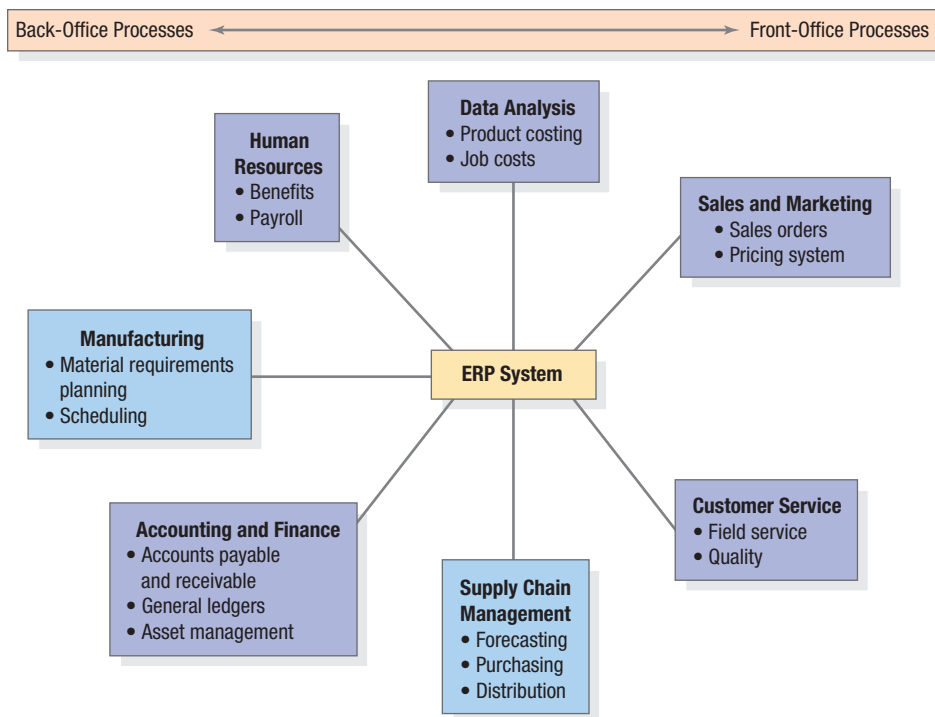 Back-Office Processes
Front-Office Processes
Data Analysis
• Product costing
• Job costs
Human
Resources
• Benefits
• Payroll
Sales and Marketing
• Sales orders
• Pricing system
Manufacturing
• Material requirements
planning
• Scheduling
ERP System
Accounting and Finance
• Accounts payable
and receivable
• General ledgers
• Asset management
Supply Chain
Management
• Forecasting
• Purchasing
• Distribution
Customer Service
• Field service
• Quality